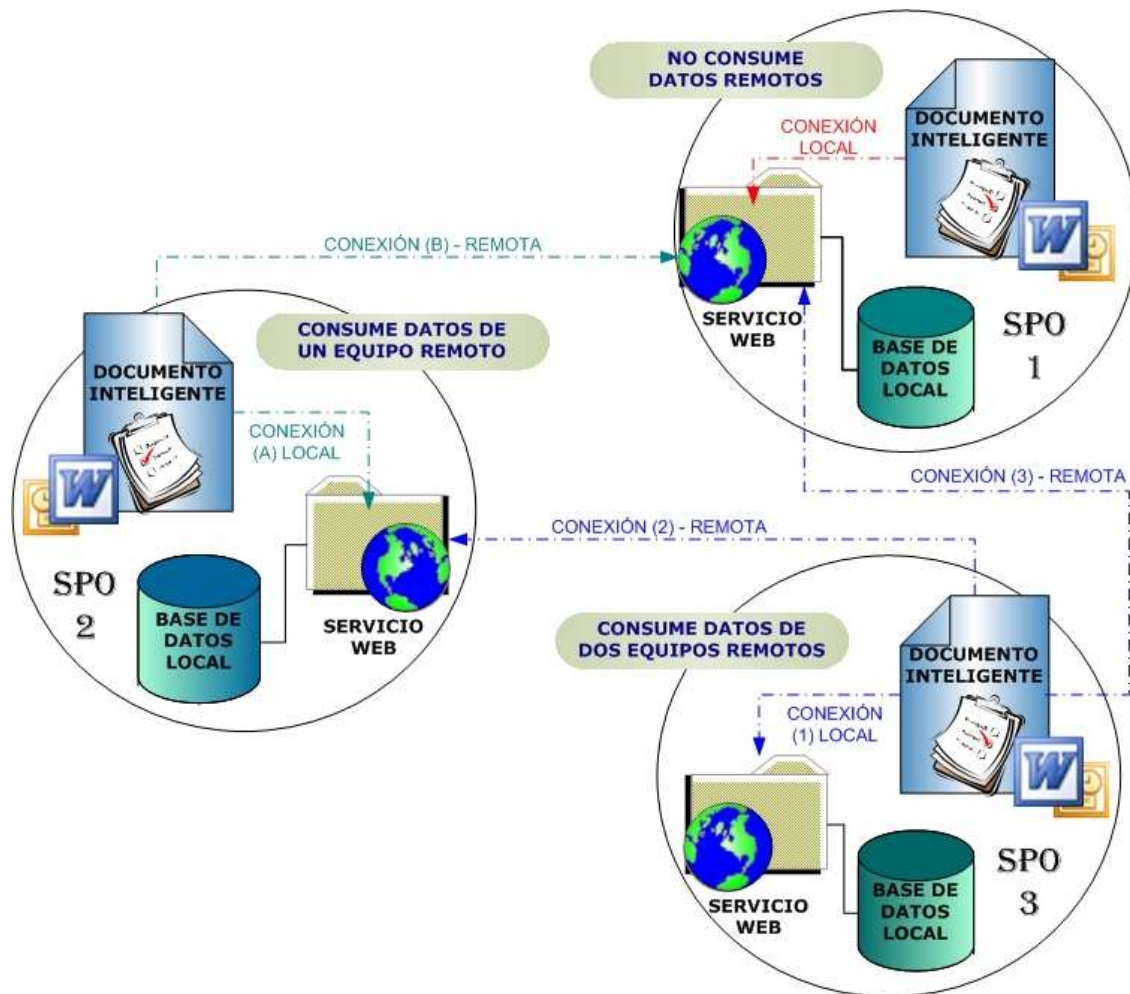 NO CONSUME
DATOS REMOTOS
DOCUMENTO
INTELIGENTE
CONEXIÓN
LOCAL
W
SERVICIO
WEB
BASE DE
DATOS
LOCAL
SPO
1
CONEXIÓN (B) - REMOTA
CONSUME DATOS DE
UN EQUIPO REMOTO
DOCUMENTO
INTELIGENTE
CONEXIÓN
(A) LOCAL
W
SPO
2
BASE DE
DATOS
LOCAL
SERVICIO
WEB
CONEXIÓN (3) - REMOTA
CONEXIÓN (2) - REMOTA
CONSUME DATOS DE
DOS EQUIPOS REMOTOS
DOCUMENTO
INTELIGENTE
CONEXIÓN
(1) LOCAL
W
SERVICIO
WEB
BASE DE
DATOS
LOCAL
SPO
3